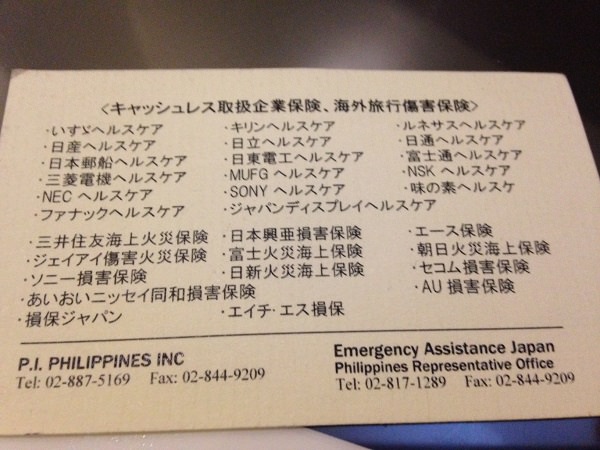 <キャッシュレス取扱企業保険、海外旅行傷害保険>
・いすゞヘルスケア ・キリンヘルスケア ・ルネサスヘルスケア
・日産ヘルスケア ・日立ヘルスケア ・日通ヘルスケア
・日本郵船ヘルスケア ・日東電工ヘルスケア ・富士通ヘルスケア
・三菱電機ヘルスケア ・MUFG ヘルスケア ・NSK ヘルスケア
・NEC ヘルスケア ・SONY ヘルスケア ・味の素ヘルスケ
・ファナックヘルスケア ・ジャパンディスプレイヘルスケア
・三井住友海上火災保険 ・日本興亜損害保険 ・エース保険
・ジェイアイ傷害火災保険 ・富士火災海上保険 ・朝日火災海上保険
・ソニー損害保険 ・日新火災海上保険 ・セコム損害保険
・あいおいニッセイ同和損害保険 ・AU 損害保険
・損保ジャパン ・エイチ・エス損保
P.I. PHILIPPINES INC
Tel: 02-887-5169 Fax: 02-844-9209
Emergency Assistance Japan
Philippines Representative Office
Tel: 02-817-1289 Fax: 02-844-9209